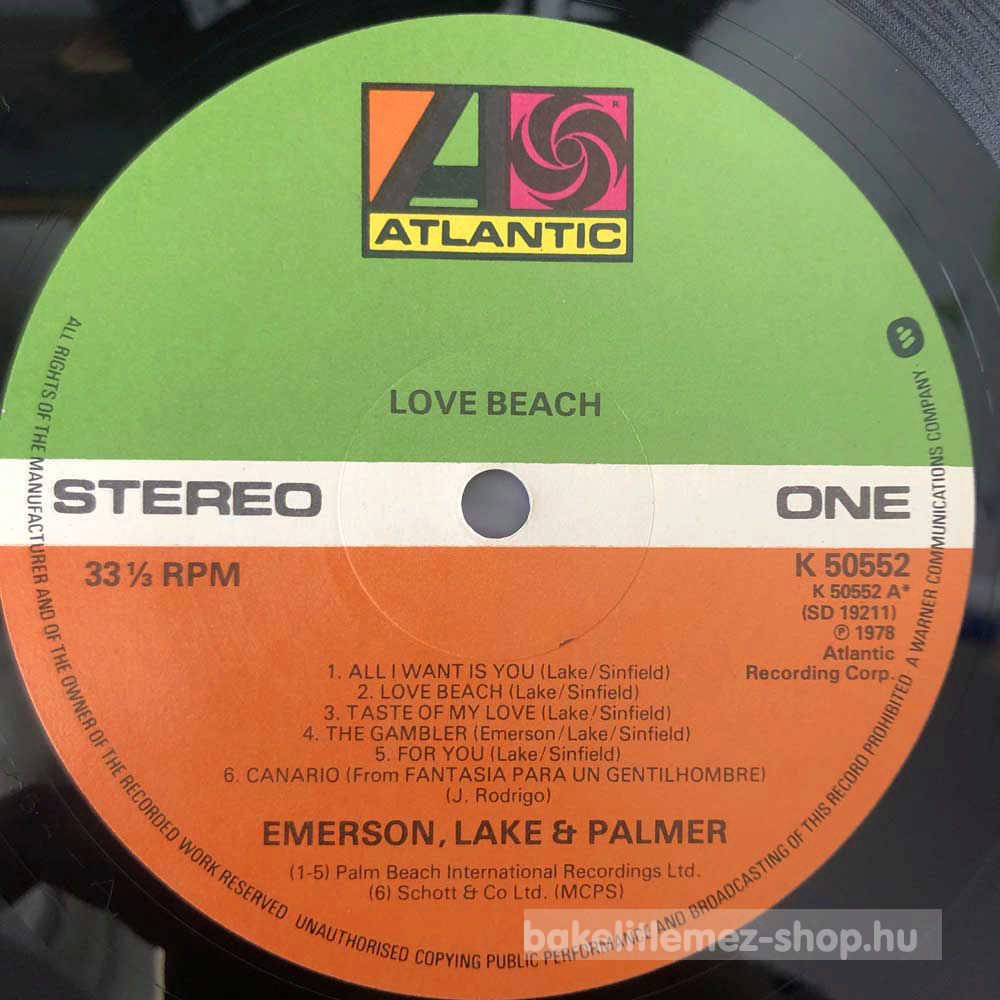 A
®
ATLANTIC
LOVE BEACH
STEREO
ONE
33 ⅓ RPM
K 50552
K 50552 A*
(SD 19211)
℗ 1978
Atlantic
Recording Corp.
1. ALL I WANT IS YOU (Lake/Sinfield)
2. LOVE BEACH (Lake/Sinfield)
3. TASTE OF MY LOVE (Lake/Sinfield)
4. THE GAMBLER (Emerson/Lake/Sinfield)
5. FOR YOU (Lake/Sinfield)
6. CANARIO (From FANTASIA PARA UN GENTILHOMBRE)
(J. Rodrigo)
EMERSON, LAKE & PALMER
(1-5) Palm Beach International Recordings Ltd.
(6) Schott & Co Ltd. (MCPS)
ALL RIGHTS OF THE MANUFACTURER AND OF THE OWNER OF THE RECORDED WORK RESERVED UNAUTHORISED COPYING PUBLIC PERFORMANCE AND BROADCASTING OF THIS RECORD PROHIBITED · A WARNER COMMUNICATIONS COMPANY ·
bakelitlemez-shop.hu